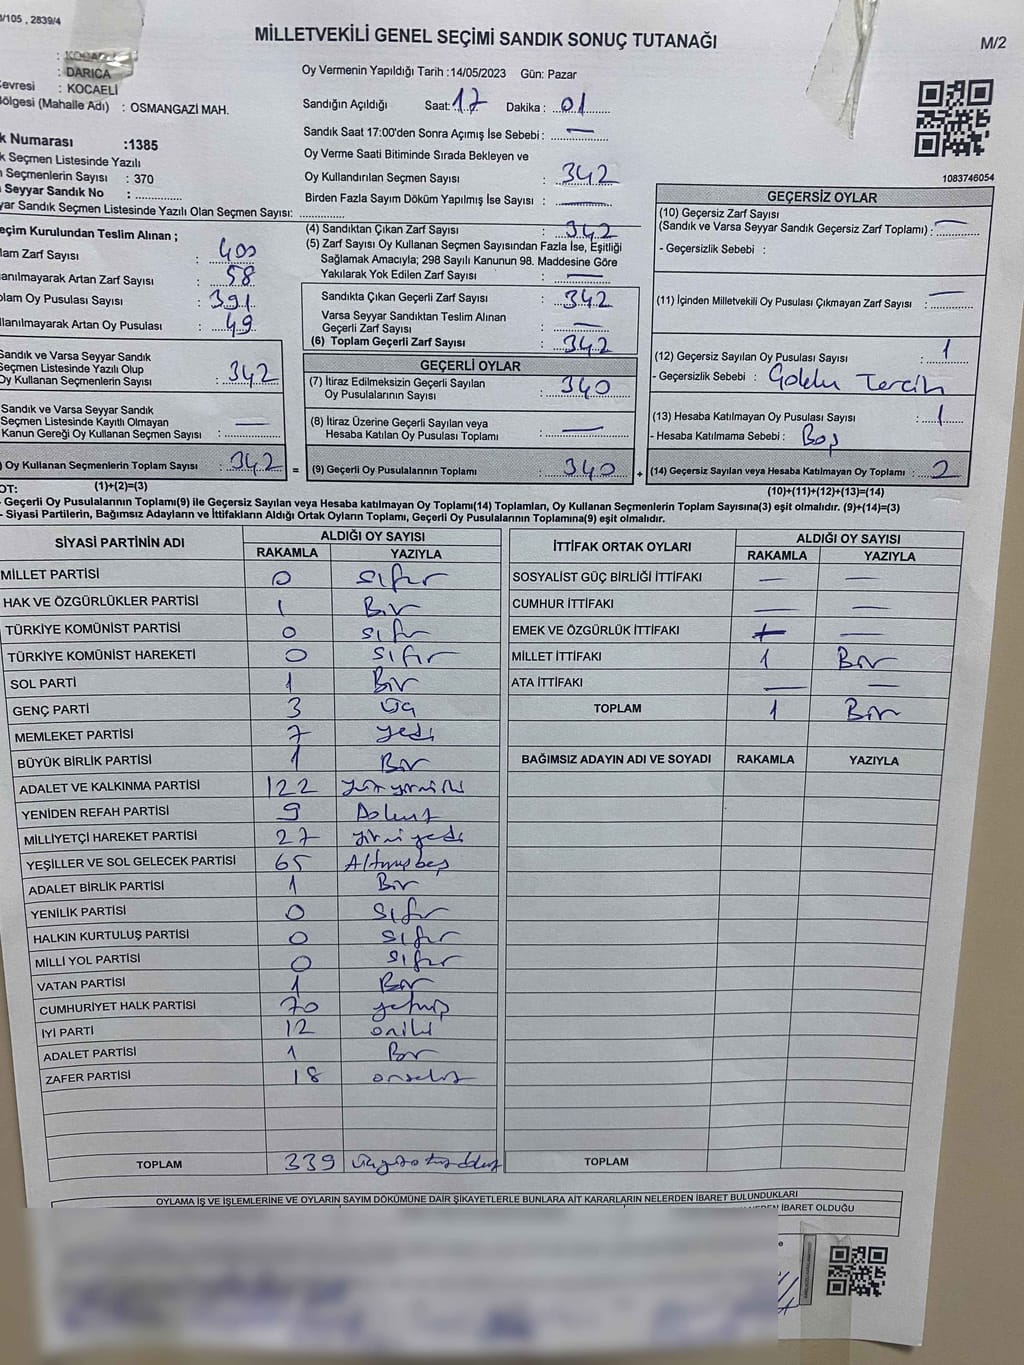 /105 , 2839/4
MİLLETVEKİLİ GENEL SEÇİMİ SANDIK SONUÇ TUTANAĞI
M/2
: KOCAELİ
: DARICA
Çevresi : KOCAELİ
Bölgesi (Mahalle Adı) : OSMANGAZİ MAH.
k Numarası :1385
k Seçmen Listesinde Yazılı
Seçmenlerin Sayısı : 370
Seyyar Sandık No :
yar Sandık Seçmen Listesinde Yazılı Olan Seçmen Sayısı:
Oy Vermenin Yapıldığı Tarih :14/05/2023 Gün: Pazar
Sandığın Açıldığı Saat: 17 Dakika : 01
Sandık Saat 17:00'den Sonra Açımış İse Sebebi : —
Oy Verme Saati Bitiminde Sırada Bekleyen ve
Oy Kullandırılan Seçmen Sayısı : 342
Birden Fazla Sayım Döküm Yapılmış İse Sayısı : —
1083746054
eçim Kurulundan Teslim Alınan ;
lam Zarf Sayısı : 400
anılmayarak Artan Zarf Sayısı : 58
plam Oy Pusulası Sayısı : 391
llanılmayarak Artan Oy Pusulası : 49
(4) Sandıktan Çıkan Zarf Sayısı : 342
(5) Zarf Sayısı Oy Kullanan Seçmen Sayısından Fazla İse, Eşitliği
Sağlamak Amacıyla; 298 Sayılı Kanunun 98. Maddesine Göre
Yakılarak Yok Edilen Zarf Sayısı : —
Sandıkta Çıkan Geçerli Zarf Sayısı : 342
Varsa Seyyar Sandıktan Teslim Alınan
Geçerli Zarf Sayısı : —
(6) Toplam Geçerli Zarf Sayısı : 342
GEÇERSİZ OYLAR
(10) Geçersiz Zarf Sayısı
(Sandık ve Varsa Seyyar Sandık Geçersiz Zarf Toplamı) : —
- Geçersizlik Sebebi :
(11) İçinden Milletvekili Oy Pusulası Çıkmayan Zarf Sayısı : —
(12) Geçersiz Sayılan Oy Pusulası Sayısı : 1
- Geçersizlik Sebebi : Tercih
(13) Hesaba Katılmayan Oy Pusulası Sayısı : 1
- Hesaba Katılmama Sebebi : Boş
(14) Geçersiz Sayılan veya Hesaba Katılmayan Oy Toplamı : 2
(10)+(11)+(12)+(13)=(14)
Sandık ve Varsa Seyyar Sandık
Seçmen Listesinde Yazılı Olup
Oy Kullanan Seçmenlerin Sayısı : 342
Sandık ve Varsa Seyyar Sandık
Seçmen Listesinde Kayıtlı Olmayan
Kanun Gereği Oy Kullanan Seçmen Sayısı : —
) Oy Kullanan Seçmenlerin Toplam Sayısı : 342 =
(1)+(2)=(3)
GEÇERLİ OYLAR
(7) İtiraz Edilmeksizin Geçerli Sayılan
Oy Pusulalarının Sayısı : 340
(8) İtiraz Üzerine Geçerli Sayılan veya
Hesaba Katılan Oy Pusulası Toplamı : —
(9) Geçerli Oy Pusulalarının Toplamı : 340 +
OT:
- Geçerli Oy Pusulalarının Toplamı(9) ile Geçersiz Sayılan veya Hesaba katılmayan Oy Toplamı(14) Toplamları, Oy Kullanan Seçmenlerin Toplam Sayısına(3) eşit olmalıdır. (9)+(14)=(3)
- Siyasi Partilerin, Bağımsız Adayların ve İttifakların Aldığı Ortak Oyların Toplamı, Geçerli Oy Pusulalarının Toplamına(9) eşit olmalıdır.
SİYASİ PARTİNİN ADI ALDIĞI OY SAYISI
RAKAMLA YAZIYLA
MİLLET PARTİSİ 0 Sıfır
HAK VE ÖZGÜRLÜKLER PARTİSİ 1 Bir
TÜRKİYE KOMÜNİST PARTİSİ 0 Sıfır
TÜRKİYE KOMÜNİST HAREKETİ 0 Sıfır
SOL PARTİ 1 Bir
GENÇ PARTİ 3 Üç
MEMLEKET PARTİSİ 7 yedi
BÜYÜK BİRLİK PARTİSİ 1 Bir
ADALET VE KALKINMA PARTİSİ 122 yüzyirmiiki
YENİDEN REFAH PARTİSİ 9 Dokuz
MİLLİYETÇİ HAREKET PARTİSİ 27 yirmiyedi
YEŞİLLER VE SOL GELECEK PARTİSİ 65 Altmışbeş
ADALET BİRLİK PARTİSİ 1 Bir
YENİLİK PARTİSİ 0 Sıfır
HALKIN KURTULUŞ PARTİSİ 0 Sıfır
MİLLİ YOL PARTİSİ 0 Sıfır
VATAN PARTİSİ 1 Bir
CUMHURİYET HALK PARTİSİ 70 yetmiş
İYİ PARTİ 12 oniki
ADALET PARTİSİ 1 Bir
ZAFER PARTİSİ 18 onsekiz
TOPLAM 339 üçyüzotuzdokuz
İTTİFAK ORTAK OYLARI ALDIĞI OY SAYISI
RAKAMLA YAZIYLA
SOSYALİST GÜÇ BİRLİĞİ İTTİFAKI — —
CUMHUR İTTİFAKI — —
EMEK VE ÖZGÜRLÜK İTTİFAKI — —
MİLLET İTTİFAKI 1 Bir
ATA İTTİFAKI — —
TOPLAM 1 Bir
BAĞIMSIZ ADAYIN ADI VE SOYADI RAKAMLA YAZIYLA
TOPLAM
OYLAMA İŞ VE İŞLEMLERİNE VE OYLARIN SAYIM DÖKÜMÜNE DAİR ŞİKAYETLERLE BUNLARA AİT KARARLARIN NELERDEN İBARET BULUNDUKLARI
İBARET OLDUĞU